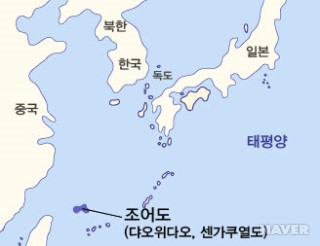 북한
한국
독도
일본
중국
태평양
조어도
(댜오위다오, 센가쿠열도)
NAVER